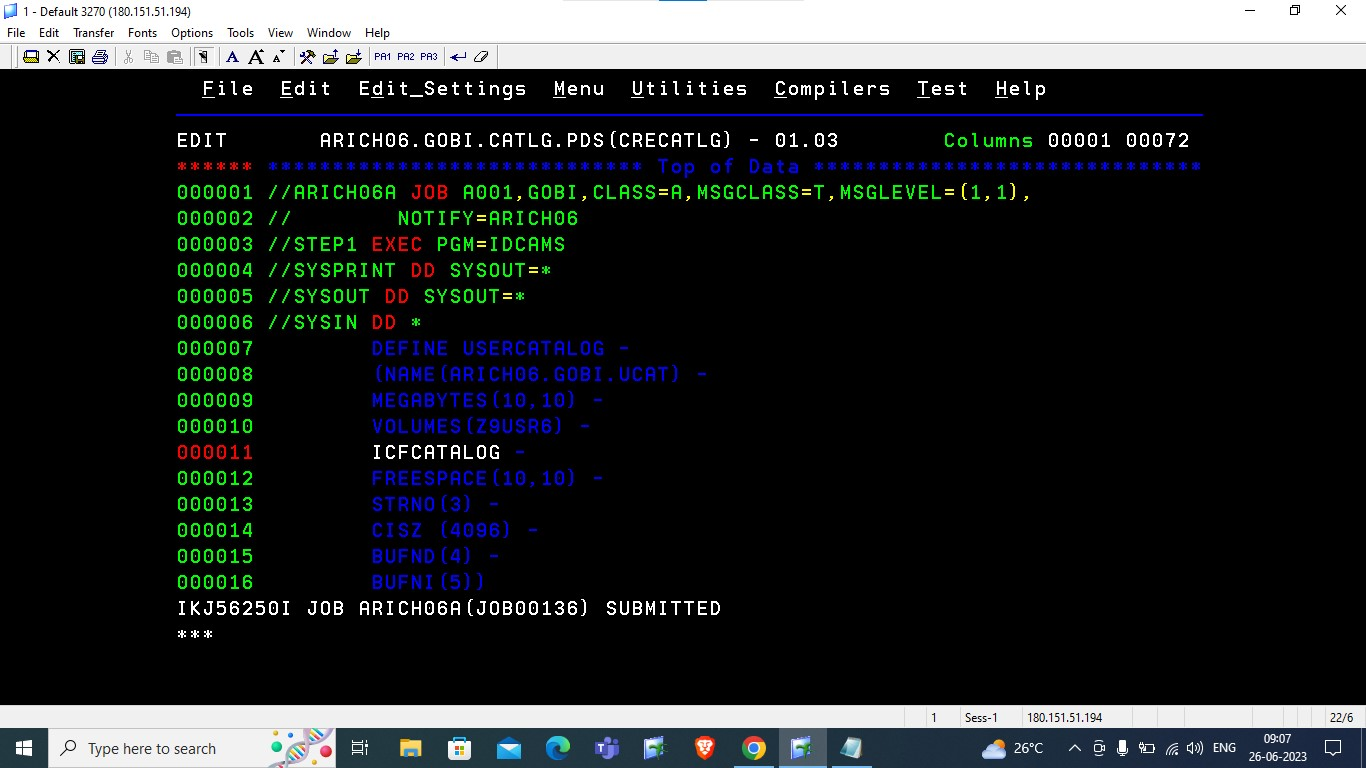 1 - Default 3270 (180.151.51.194)
File Edit Transfer Fonts Options Tools View Window Help
A A A PA1 PA2 PA3
File Edit Edit_Settings Menu Utilities Compilers Test Help
EDIT ARICH06.GOBI.CATLG.PDS(CRECATLG) - 01.03 Columns 00001 00072
****** ***************************** Top of Data ******************************
000001 //ARICH06A JOB A001,GOBI,CLASS=A,MSGCLASS=T,MSGLEVEL=(1,1),
000002 // NOTIFY=ARICH06
000003 //STEP1 EXEC PGM=IDCAMS
000004 //SYSPRINT DD SYSOUT=*
000005 //SYSOUT DD SYSOUT=*
000006 //SYSIN DD *
000007 DEFINE USERCATALOG -
000008 (NAME(ARICH06.GOBI.UCAT) -
000009 MEGABYTES(10,10) -
000010 VOLUMES(Z9USR6) -
000011 ICFCATALOG -
000012 FREESPACE(10,10) -
000013 STRNO(3) -
000014 CISZ (4096) -
000015 BUFND(4) -
000016 BUFNI(5))
IKJ56250I JOB ARICH06A(JOB00136) SUBMITTED
***
1 Sess-1 180.151.51.194 22/6
Type here to search 26°C ENG 09:07
26-06-2023